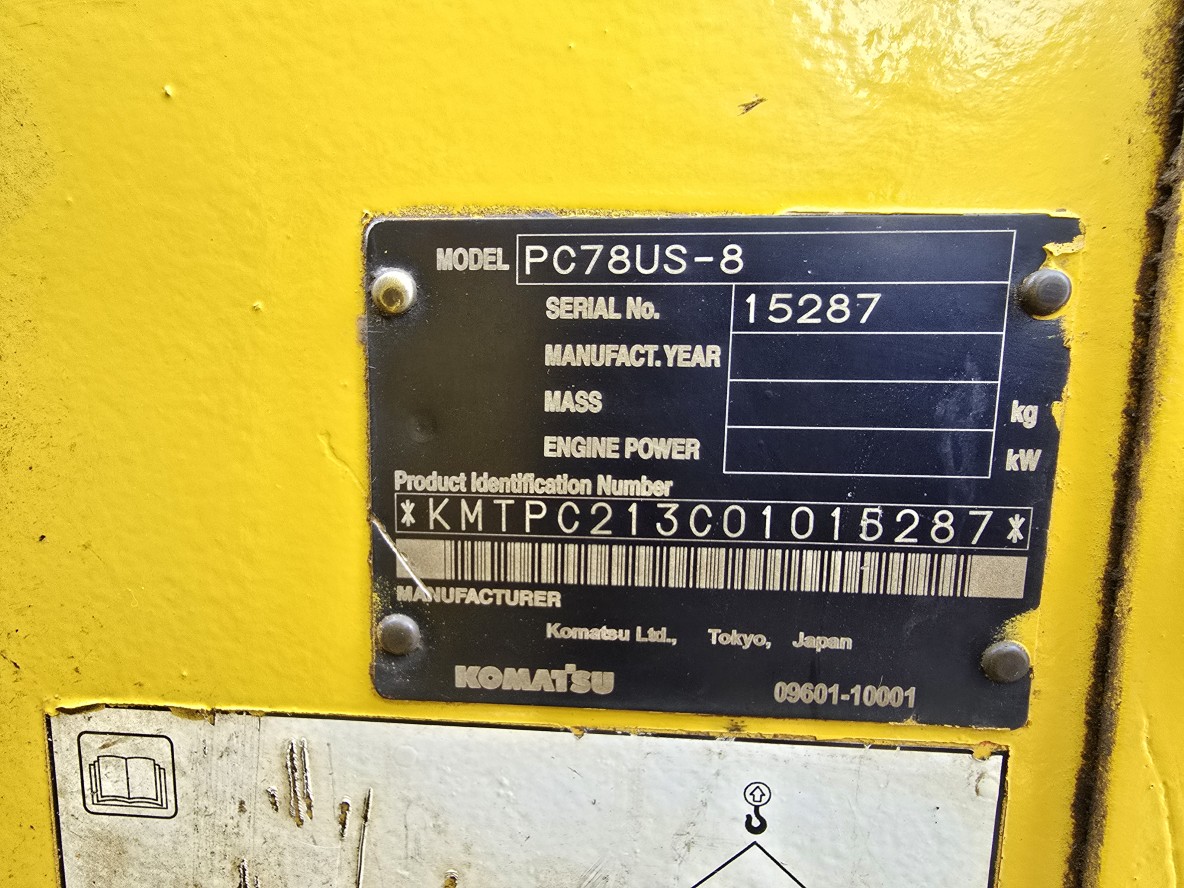 MODEL PC78US-8
SERIAL No. 15287
MANUFACT. YEAR
MASS kg
ENGINE POWER kW
Product Identification Number
*KMTPC213C01015287*
MANUFACTURER
Komatsu Ltd., Tokyo, Japan
KOMATSU 09601-10001